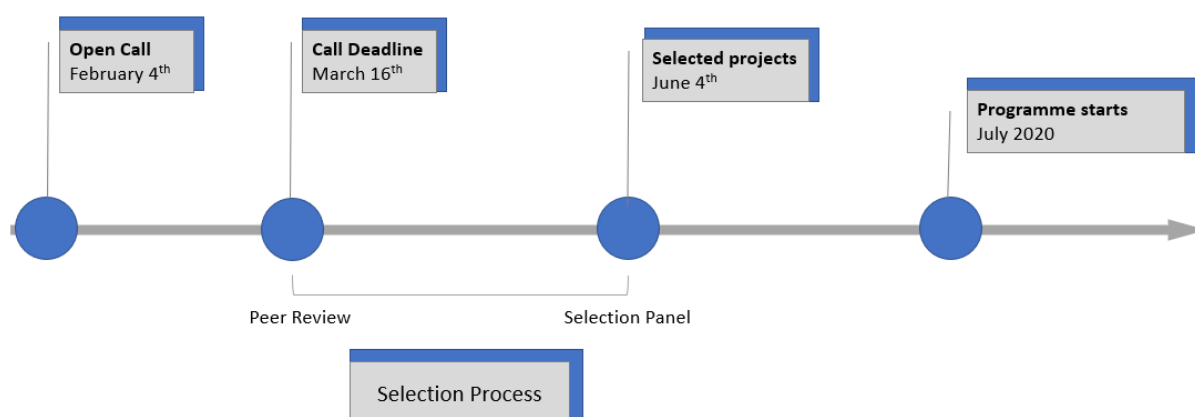 Open Call
February 4th
Call Deadline
March 16th
Selected projects
June 4th
Programme starts
July 2020
Peer Review
Selection Panel
Selection Process